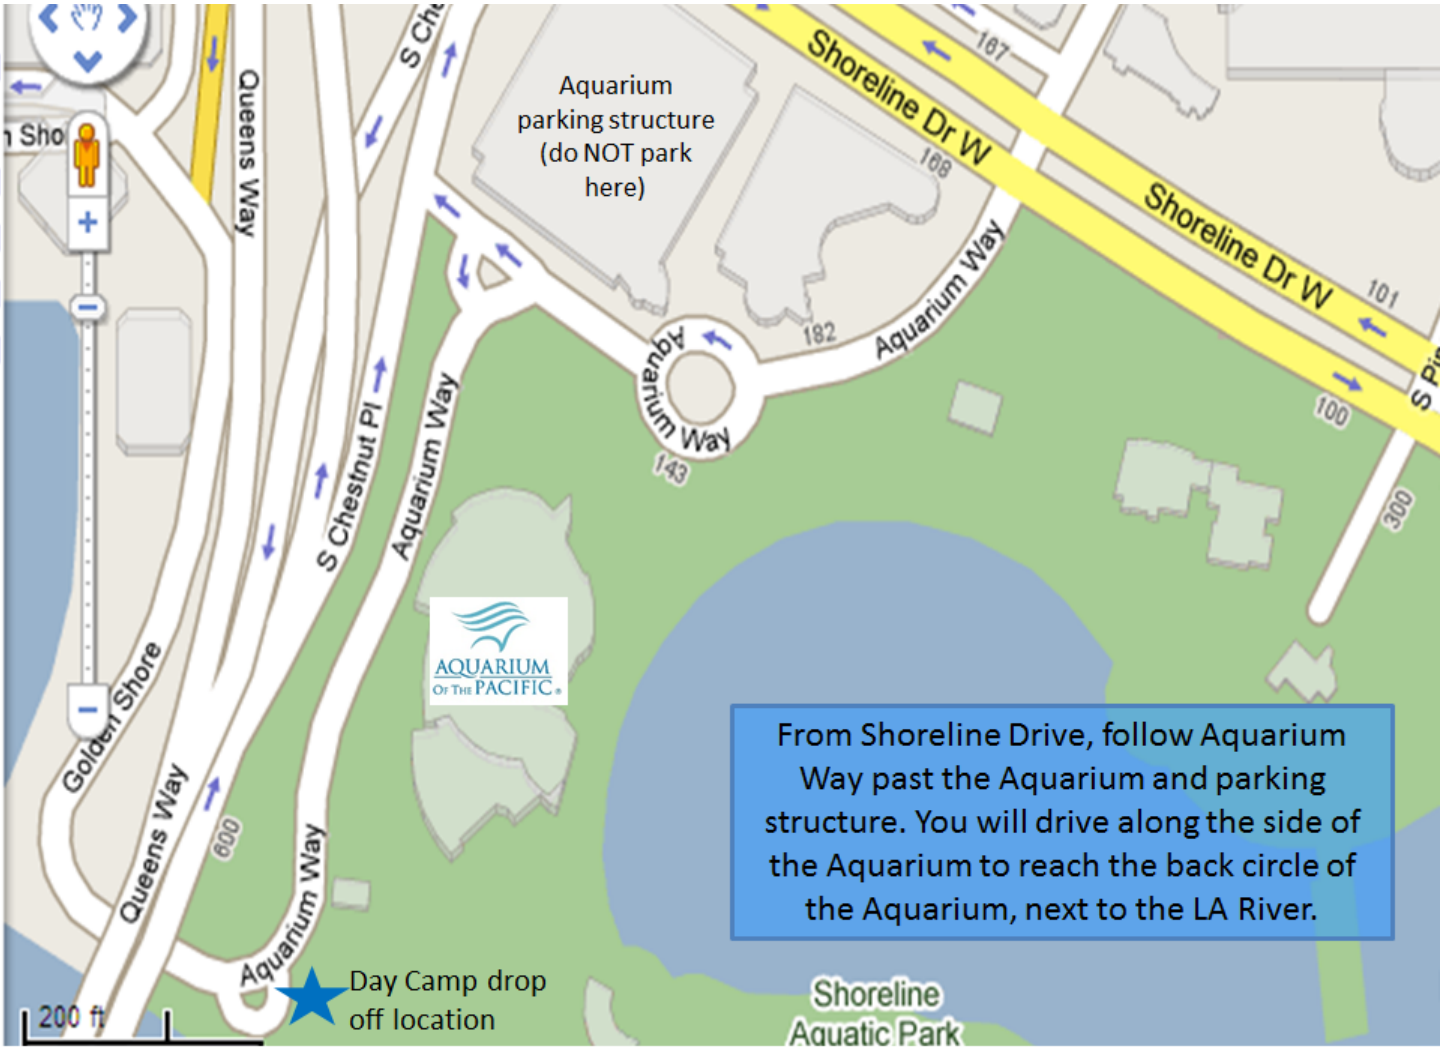 S Che
167
Aquarium
parking structure
(do NOT park
here)
Shoreline Dr W
168
Queens Way
n Sho
Shoreline Dr W
101
Aquarium Way
182
Aquarium Way
S Pi
100
143
300
S Chestnut Pl
Aquarium Way
AQUARIUM
OF THE PACIFIC®
Golden Shore
Queens Way
600
Aquarium Way
From Shoreline Drive, follow Aquarium
Way past the Aquarium and parking
structure. You will drive along the side of
the Aquarium to reach the back circle of
the Aquarium, next to the LA River.
Day Camp drop
off location
200 ft
Shoreline
Aquatic Park